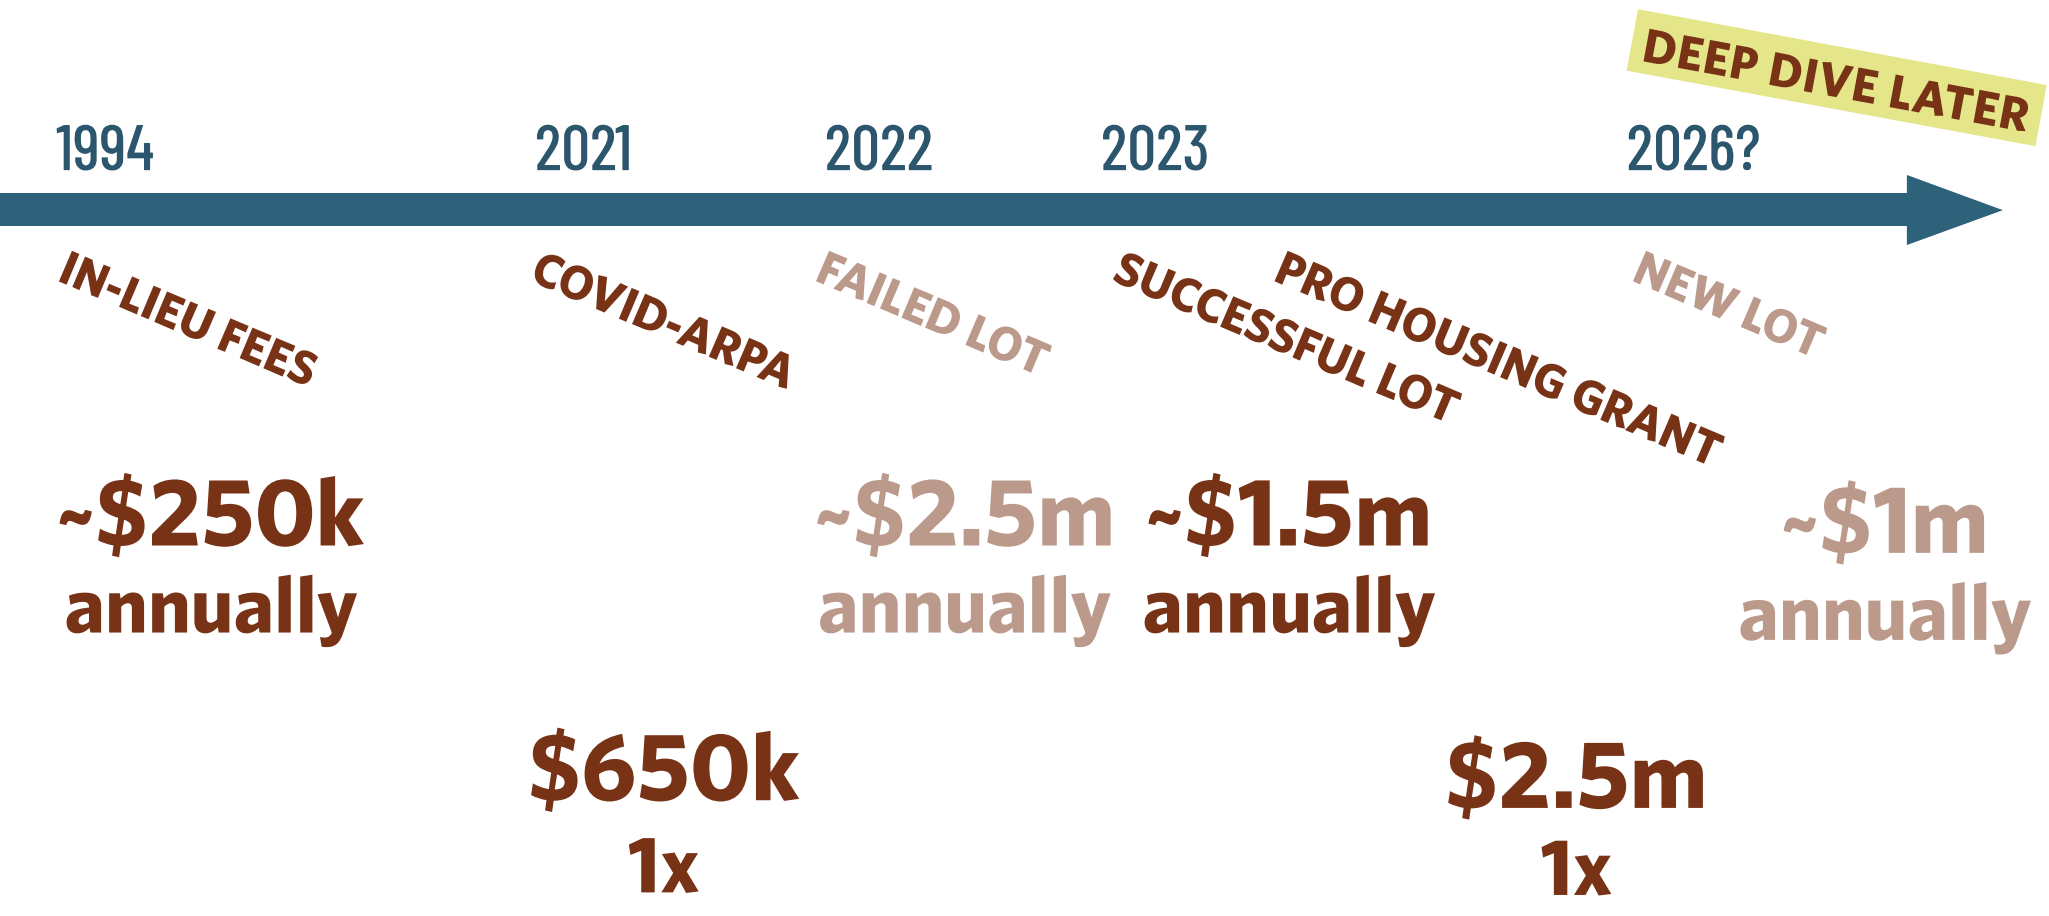 DEEP DIVE LATER
1994
2021
2022
2023
2026?
IN-LIEU FEES
COVID-ARPA
FAILED LOT
SUCCESSFUL LOT
PRO HOUSING GRANT
NEW LOT
~$250k
annually
~$2.5m
annually
~$1.5m
annually
~$1m
annually
$650k
1x
$2.5m
1x